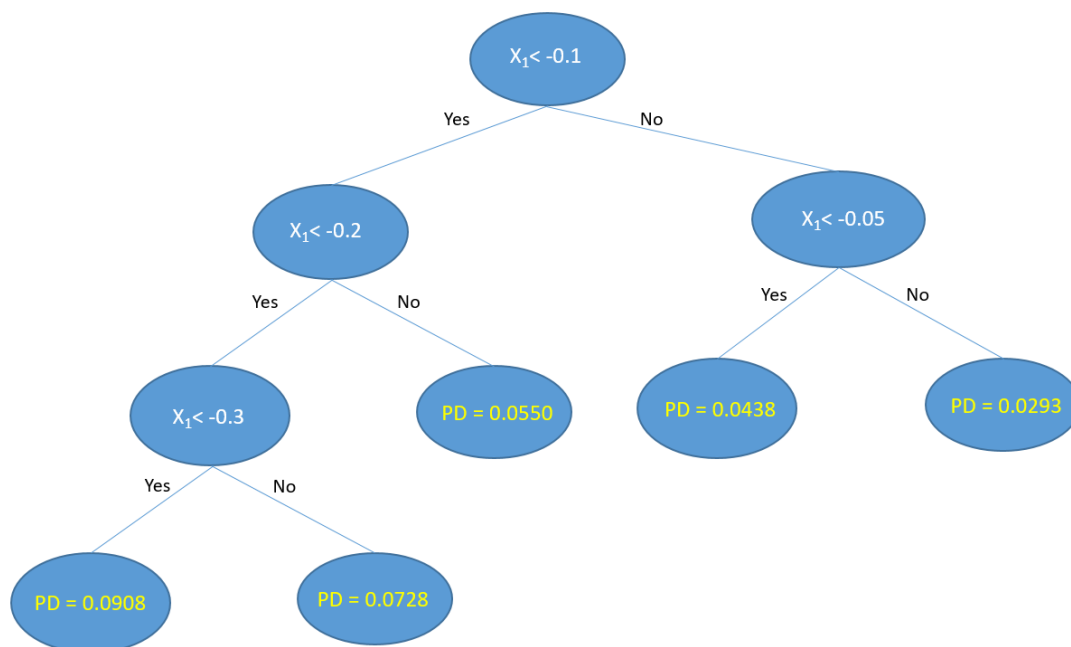 X₁< -0.1
Yes
No
X₁< -0.2
X₁< -0.05
Yes
No
Yes
No
X₁< -0.3
PD = 0.0550
PD = 0.0438
PD = 0.0293
Yes
No
PD = 0.0908
PD = 0.0728